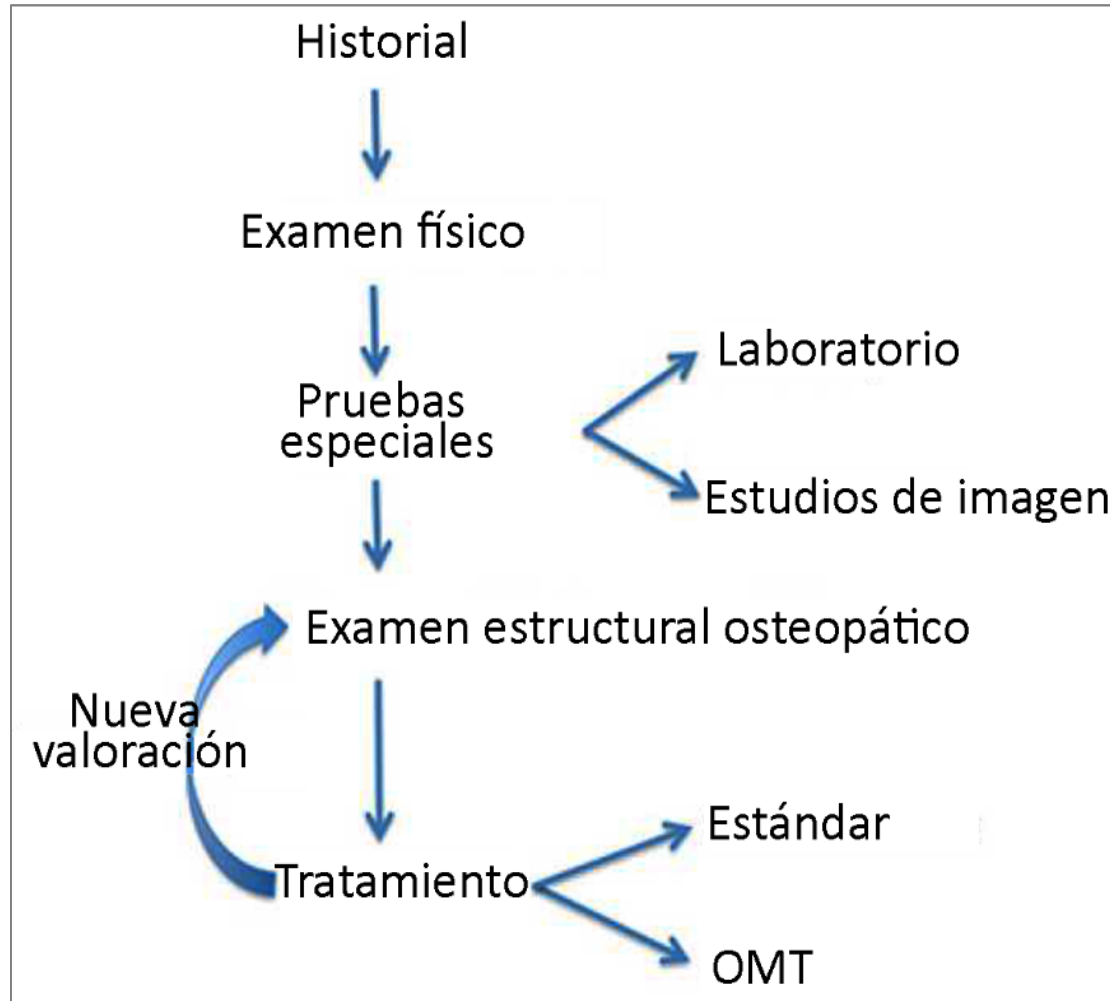 Historial
Examen físico
Laboratorio
Pruebas
especiales
Estudios de imagen
Examen estructural osteopático
Nueva
valoración
Estándar
Tratamiento
OMT